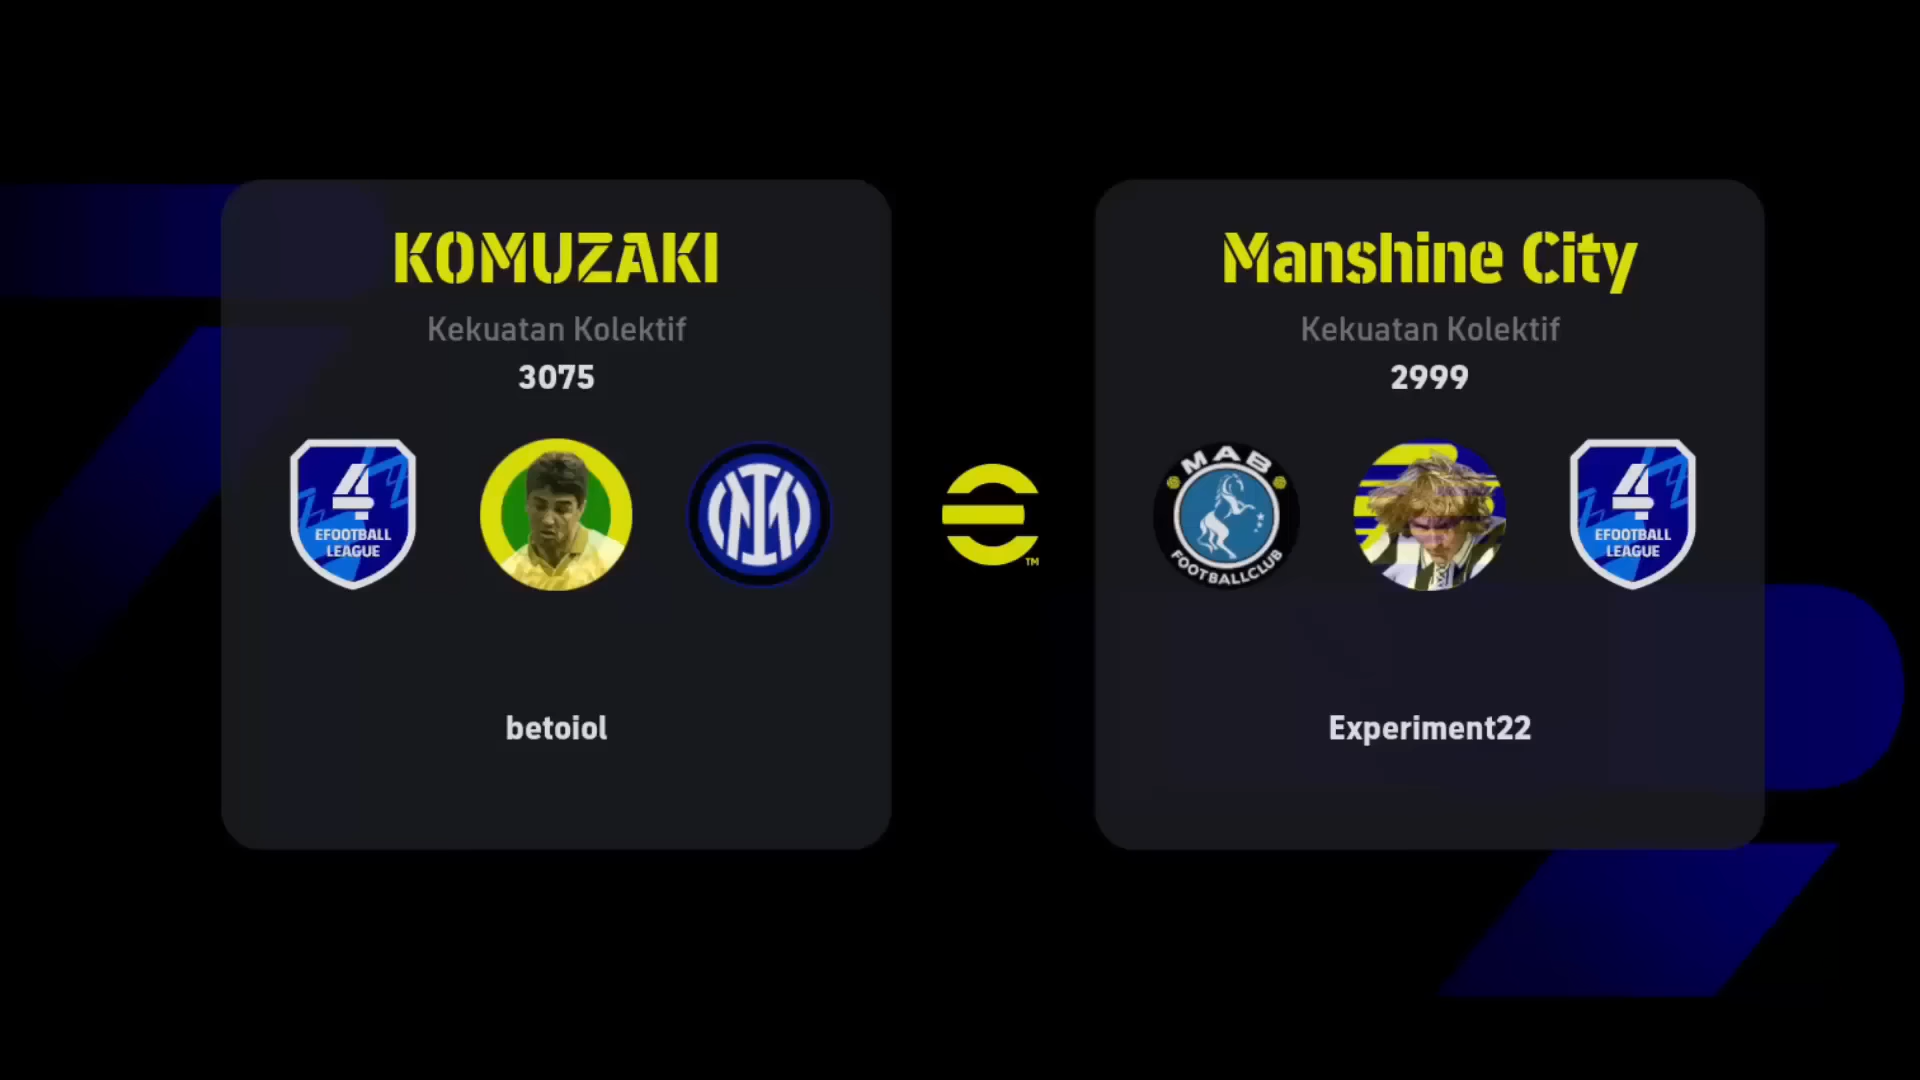 KOMUZAKI
Kekuatan Kolektif
3075
4
EFOOTBALL
LEAGUE
betoiol
TM
Manshine City
Kekuatan Kolektif
2999
MAB
FOOTBALLCLUB
4
EFOOTBALL
LEAGUE
Experiment22